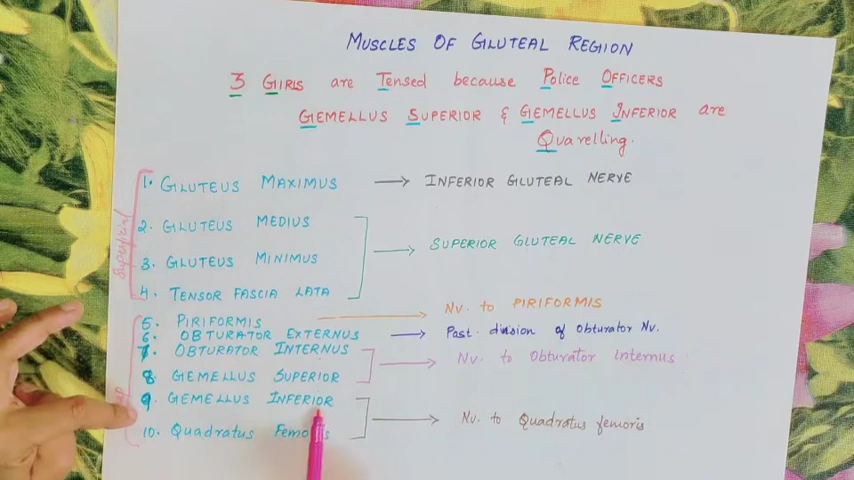 MUSCLES OF GLUTEAL REGION
3 GIRLS are Tensed because POLICE OFFICERS
GEMELLUS SUPERIOR & GEMELLUS INFERIOR are
Quarelling.
1. GLUTEUS MAXIMUS → INFERIOR GLUTEAL NERVE
2. GLUTEUS MEDIUS
3. GLUTEUS MINIMUS → SUPERIOR GLUTEAL NERVE
4. TENSOR FASCIA LATA
5. PIRIFORMIS → NV. TO PIRIFORMIS
6. OBTURATOR EXTERNUS → Post. division of Obturator Nv.
7. OBTURATOR INTERNUS
8. GEMELLUS SUPERIOR → Nv. to Obturator internus
9. GEMELLUS INFERIOR
10. Quadratus Femoris → Nv. to Quadratus femoris
Superficial